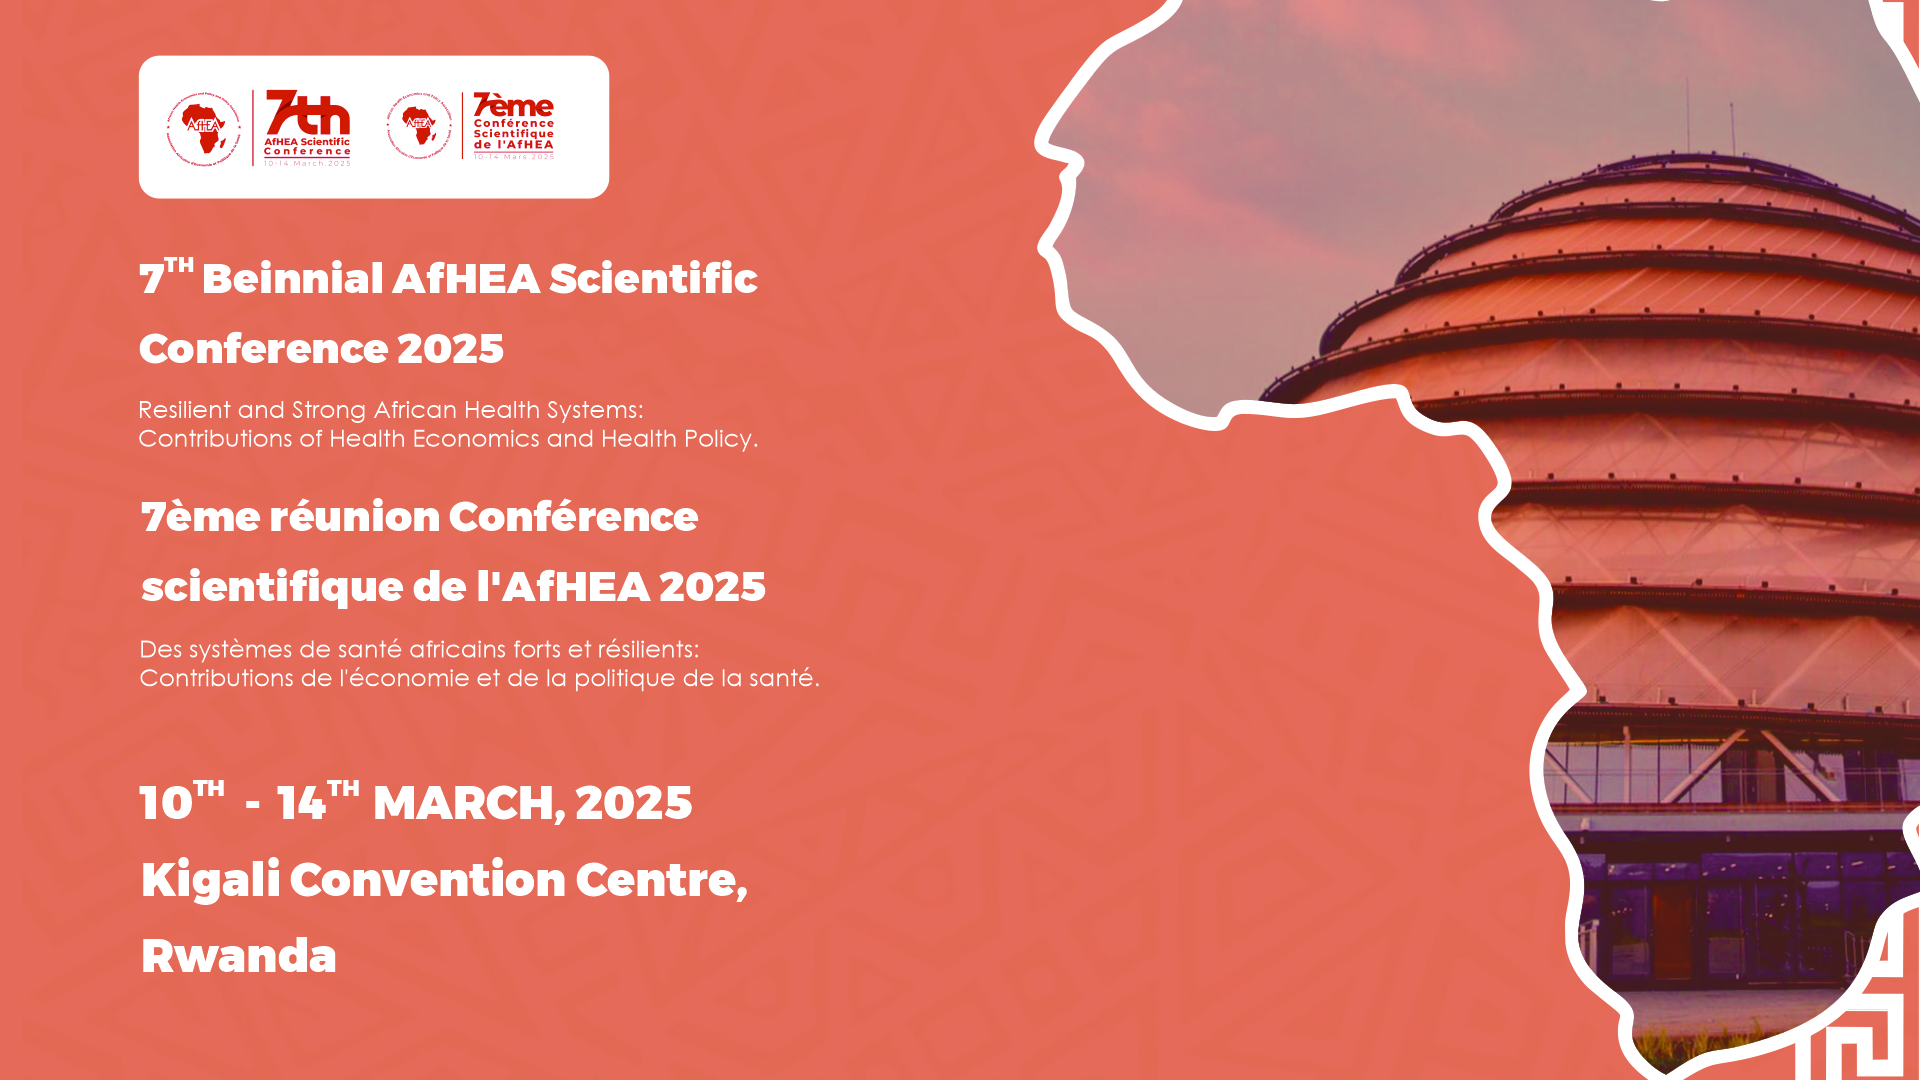 AfHEA
7th
AfHEA Scientific
Conference
10-14 March, 2025
AfHEA
7ème
Conférence
Scientifique
de l'AfHEA
10-14 Mars, 2025
7TH Beinnial AfHEA Scientific
Conference 2025
Resilient and Strong African Health Systems:
Contributions of Health Economics and Health Policy.
7ème réunion Conférence
scientifique de l'AfHEA 2025
Des systèmes de santé africains forts et résilients:
Contributions de l'économie et de la politique de la santé.
10TH - 14TH MARCH, 2025
Kigali Convention Centre,
Rwanda